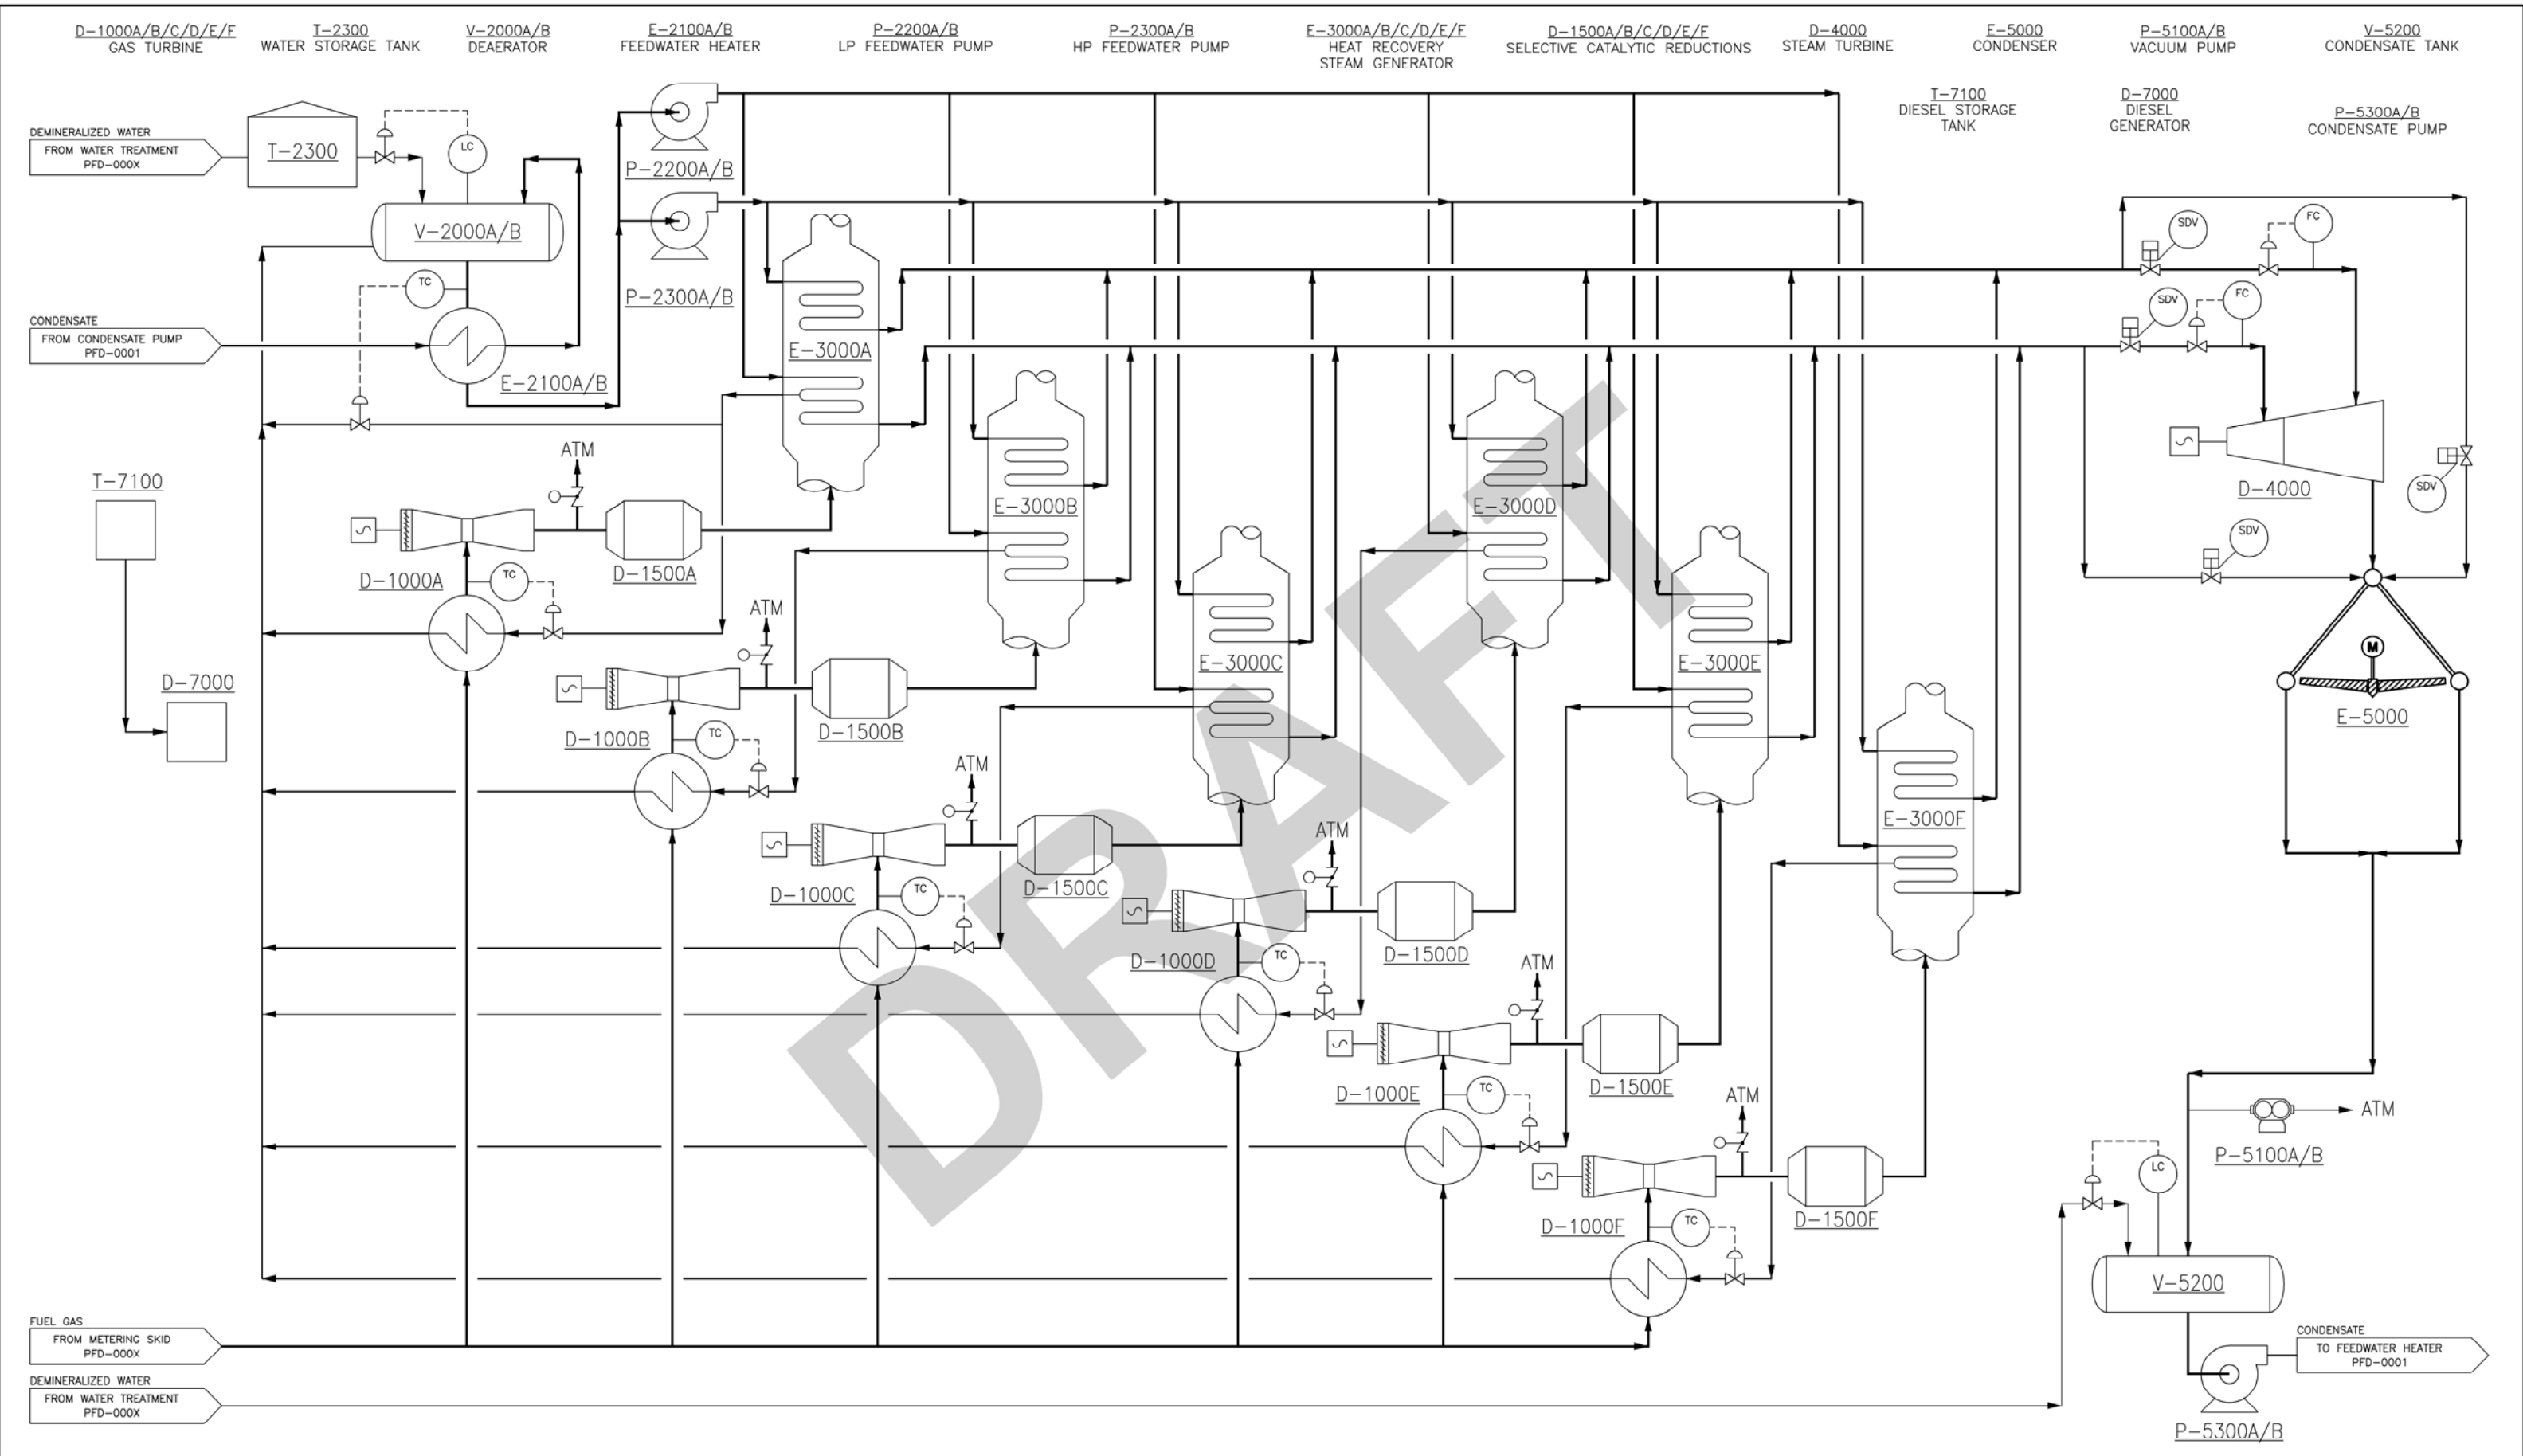 D-1000A/B/C/D/E/F
GAS TURBINE
T-2300
WATER STORAGE TANK
V-2000A/B
DEAERATOR
E-2100A/B
FEEDWATER HEATER
P-2200A/B
LP FEEDWATER PUMP
P-2300A/B
HP FEEDWATER PUMP
E-3000A/B/C/D/E/F
HEAT RECOVERY
STEAM GENERATOR
D-1500A/B/C/D/E/F
SELECTIVE CATALYTIC REDUCTIONS
D-4000
STEAM TURBINE
E-5000
CONDENSER
P-5100A/B
VACUUM PUMP
V-5200
CONDENSATE TANK
T-7100
DIESEL STORAGE
TANK
D-7000
DIESEL
GENERATOR
P-5300A/B
CONDENSATE PUMP
DEMINERALIZED WATER
FROM WATER TREATMENT
PFD-000X
T-2300
LC
P-2200A/B
V-2000A/B
SDV
FC
TC
P-2300A/B
SDV
FC
CONDENSATE
FROM CONDENSATE PUMP
PFD-0001
E-3000A
E-2100A/B
ATM
T-7100
D-4000
SDV
E-3000B
E-3000D
SDV
D-1000A
TC
D-1500A
ATM
M
E-3000C
E-3000E
D-7000
E-5000
D-1000B
TC
D-1500B
ATM
E-3000F
ATM
D-1000C
TC
D-1500C
D-1000D
TC
D-1500D
ATM
D-1000E
TC
D-1500E
ATM
ATM
P-5100A/B
LC
D-1000F
TC
D-1500F
V-5200
FUEL GAS
FROM METERING SKID
PFD-000X
CONDENSATE
TO FEEDWATER HEATER
PFD-0001
DEMINERALIZED WATER
FROM WATER TREATMENT
PFD-000X
P-5300A/B
DRAFT